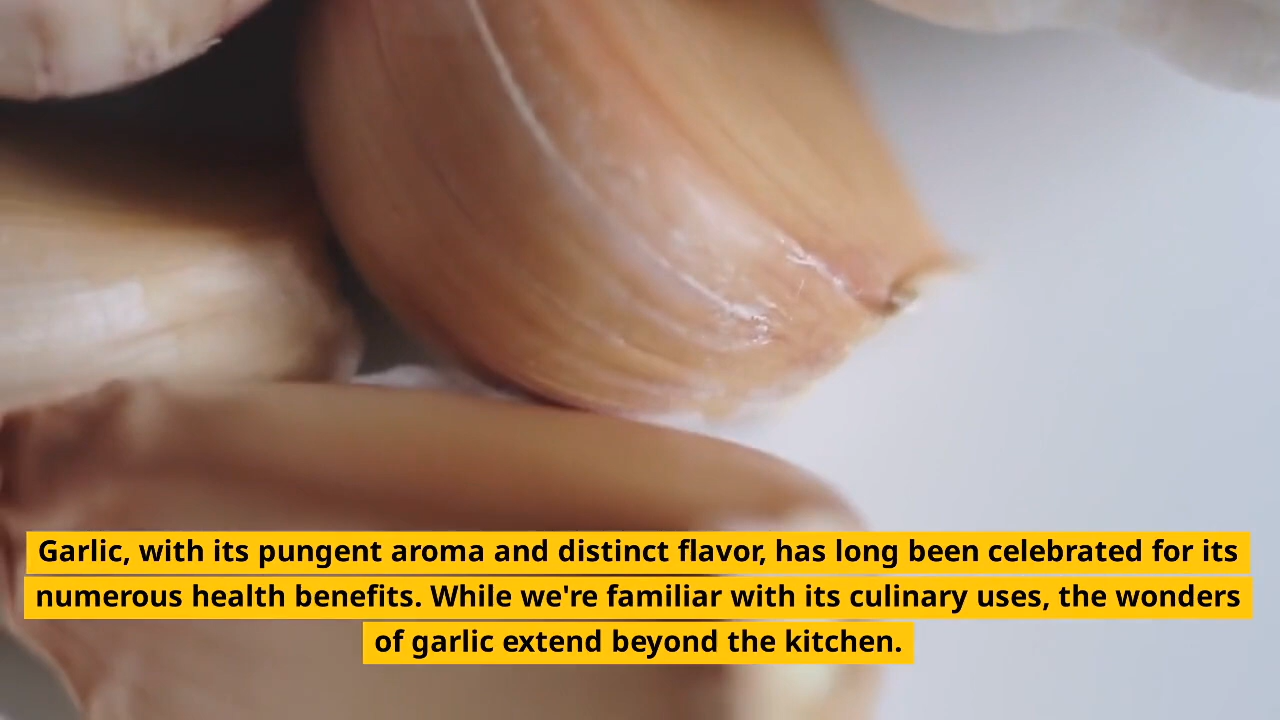 Garlic, with its pungent aroma and distinct flavor, has long been celebrated for its
numerous health benefits. While we're familiar with its culinary uses, the wonders
of garlic extend beyond the kitchen.